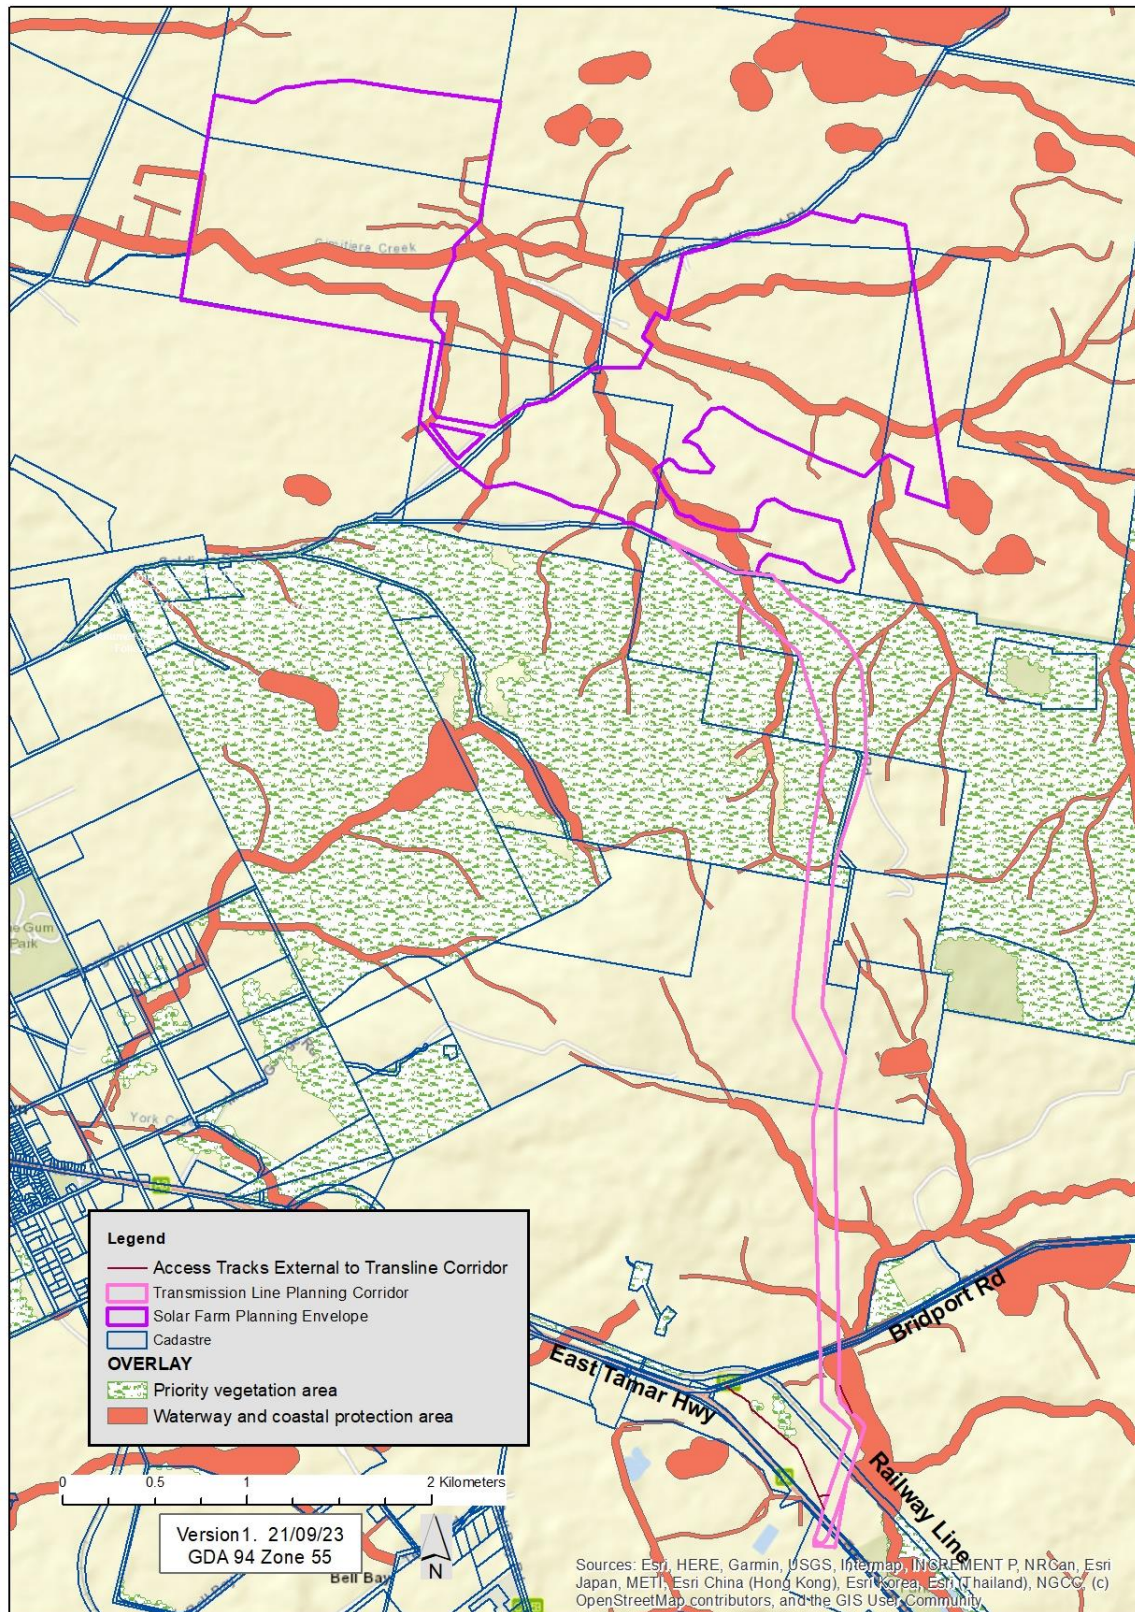 Cimitiere Creek
York Creek
Legend
Access Tracks External to Transline Corridor
Transmission Line Planning Corridor
Solar Farm Planning Envelope
Cadastre
OVERLAY
Priority vegetation area
Waterway and coastal protection area
Bridport Rd
East Tamar Hwy
Railway Line
0 0.5 1 2 Kilometers
Version1. 21/09/23
GDA 94 Zone 55
N
Bell Bay
Sources: Esri, HERE, Garmin, USGS, Intermap, INCREMENT P, NRCan, Esri
Japan, METI, Esri China (Hong Kong), Esri Korea, Esri (Thailand), NGCC, (c)
OpenStreetMap contributors, and the GIS User Community